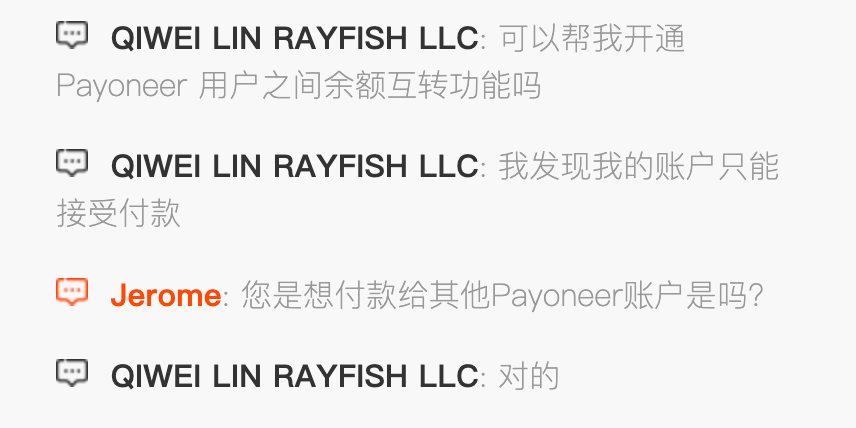 QIWEI LIN RAYFISH LLC: 可以帮我开通
Payoneer 用户之间余额互转功能吗
QIWEI LIN RAYFISH LLC: 我发现我的账户只能
接受付款
Jerome: 您是想付款给其他Payoneer账户是吗?
QIWEI LIN RAYFISH LLC: 对的